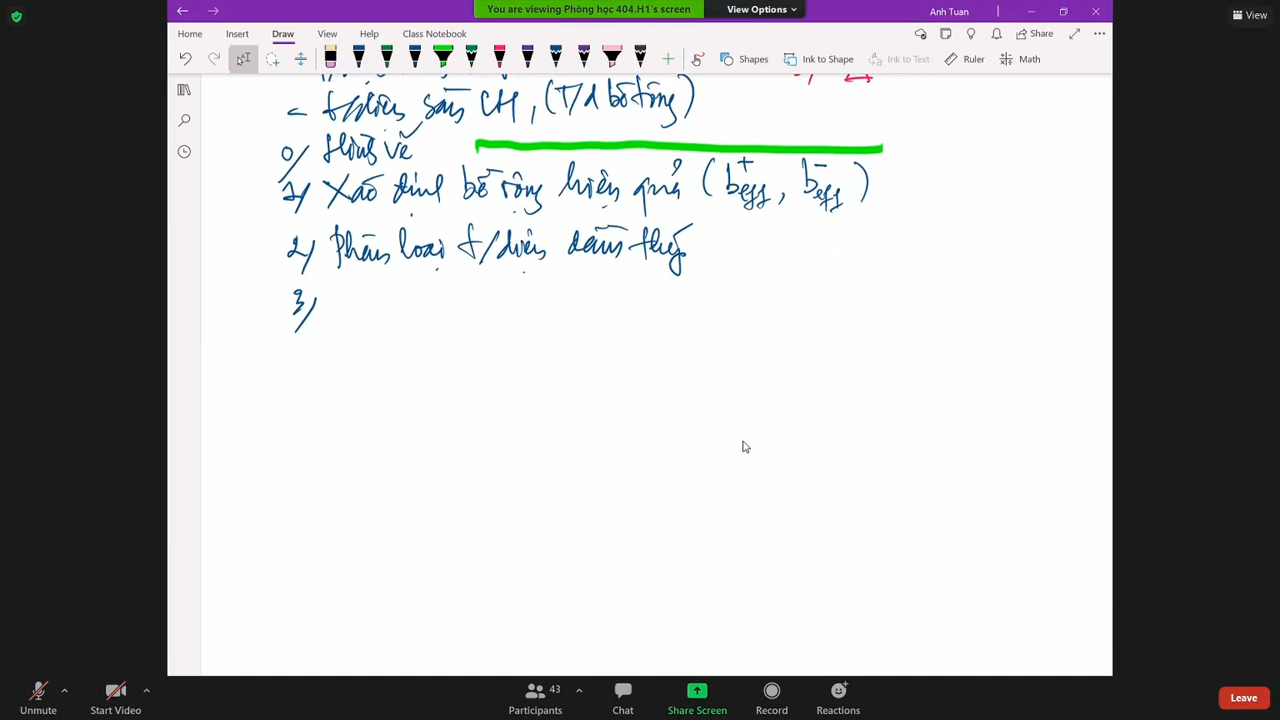 You are viewing Phòng học 404.H1's screen
View Options
View
Anh Tuan
Home Insert Draw View Help Class Notebook
Share
Shapes Ink to Shape Ink to Text Ruler Math
- t/diện sàn CH, (T/d bê tông)
0/ Hình vẽ
1/ Xác định bề rộng hiệu quả (b⁺eff, b⁻eff)
2/ Phân loại t/diện dầm thép
3/
Unmute
Start Video
43
Participants
Chat
Share Screen
Record
Reactions
Leave